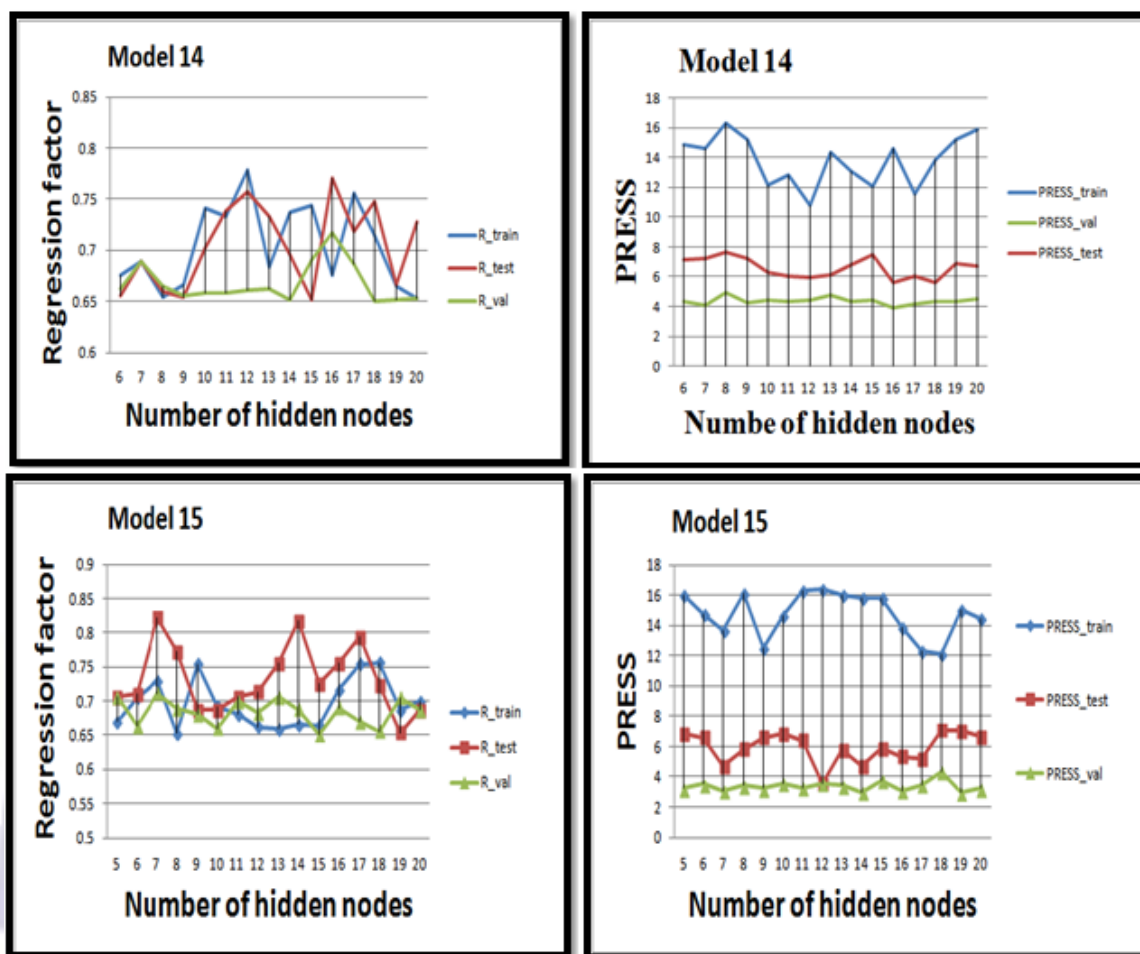 Model 14
Regression factor
0.85
0.8
0.75
0.7
0.65
0.6
6 7 8 9 10 11 12 13 14 15 16 17 18 19 20
Number of hidden nodes
R_train
R_test
R_val
Model 14
PRESS
18
16
14
12
10
8
6
4
2
0
6 7 8 9 10 11 12 13 14 15 16 17 18 19 20
Numbe of hidden nodes
PRESS_train
PRESS_val
PRESS_test
Model 15
Regression factor
0.9
0.85
0.8
0.75
0.7
0.65
0.6
0.55
0.5
5 6 7 8 9 10 11 12 13 14 15 16 17 18 19 20
Number of hidden nodes
R_train
R_test
R_val
Model 15
PRESS
18
16
14
12
10
8
6
4
2
0
5 6 7 8 9 10 11 12 13 14 15 16 17 18 19 20
Number of hidden nodes
PRESS_train
PRESS_test
PRESS_val